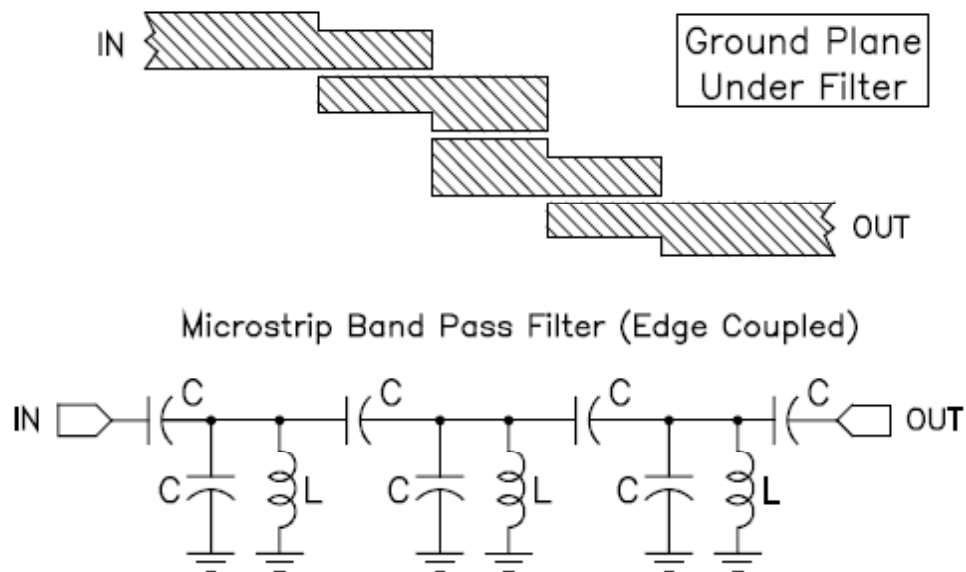 IN
Ground Plane
Under Filter
OUT
Microstrip Band Pass Filter (Edge Coupled)
IN C C C C OUT
C L C L C L